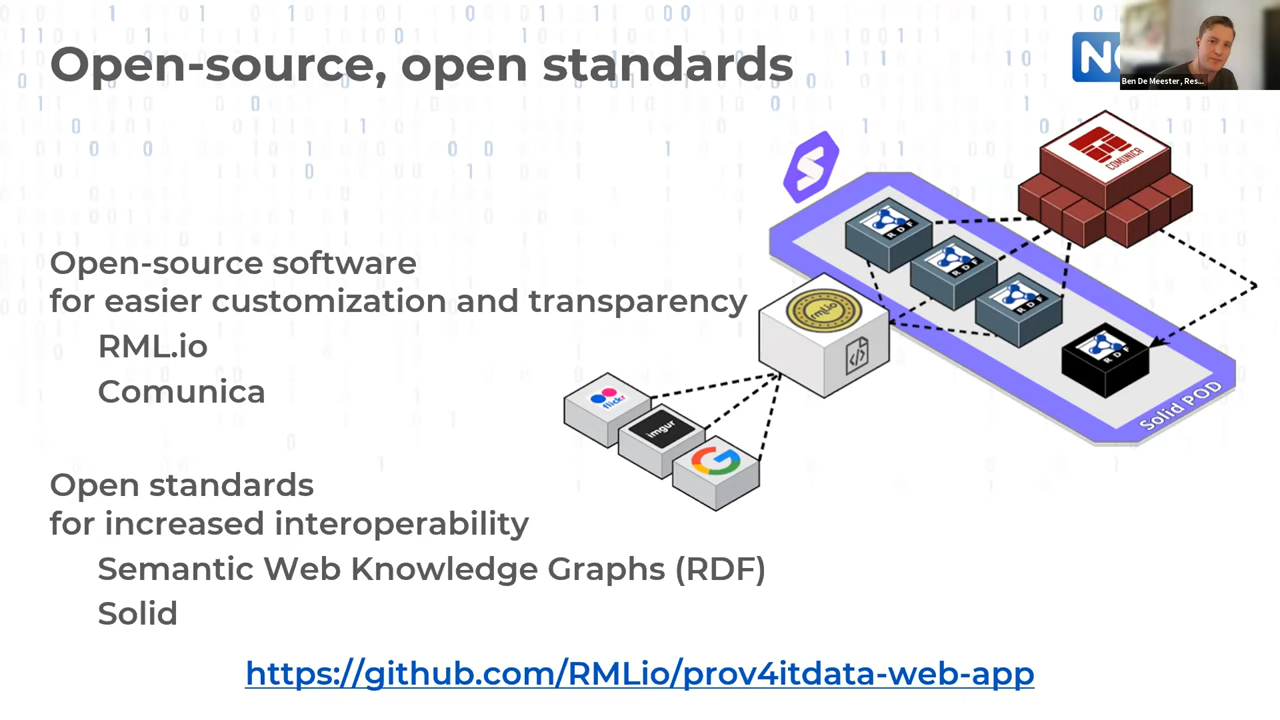 Open-source, open standards
Ben De Meester, Res...
COMUNICA
RDF
RDF
RDF
RDF
Open-source software
for easier customization and transparency
RML.io
Comunica
rml.io
flickr
imgur
G
Solid POD
Open standards
for increased interoperability
Semantic Web Knowledge Graphs (RDF)
Solid
https://github.com/RMLio/prov4itdata-web-app